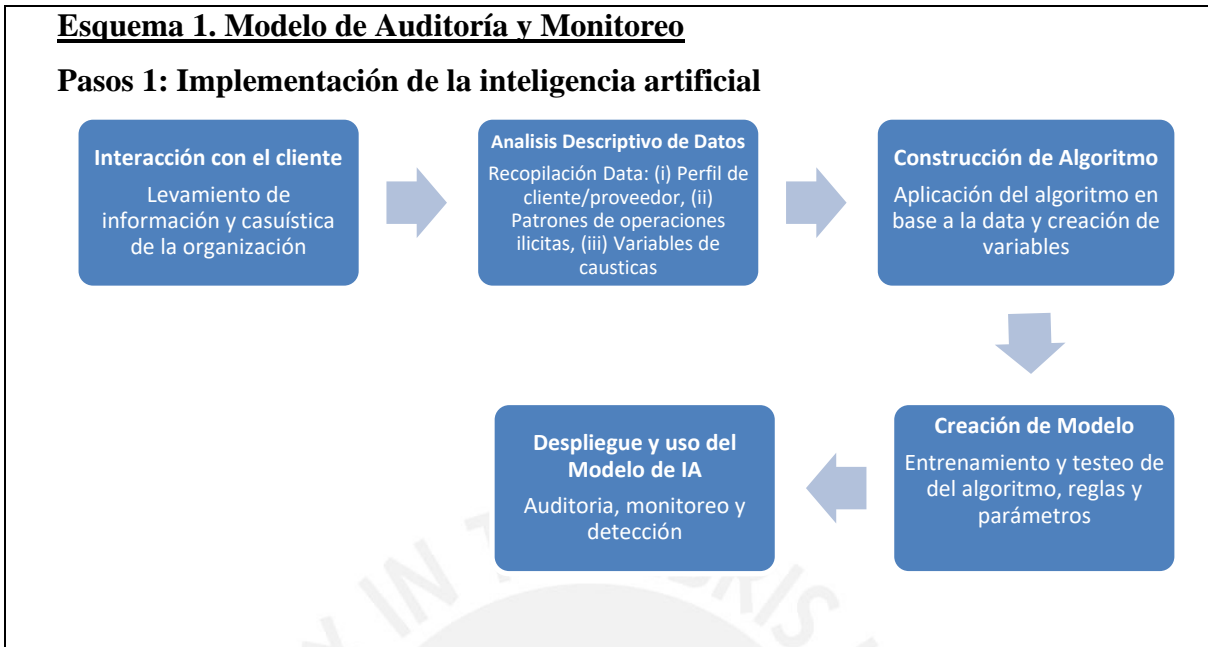 Esquema 1. Modelo de Auditoría y Monitoreo
Pasos 1: Implementación de la inteligencia artificial
Interacción con el cliente
Levamiento de
información y casuística
de la organización
Analisis Descriptivo de Datos
Recopilación Data: (i) Perfil de
cliente/proveedor, (ii)
Patrones de operaciones
ilicitas, (iii) Variables de
causticas
Construcción de Algoritmo
Aplicación del algoritmo en
base a la data y creación de
variables
Creación de Modelo
Entrenamiento y testeo de
del algoritmo, reglas y
parámetros
Despliegue y uso del
Modelo de IA
Auditoria, monitoreo y
detección